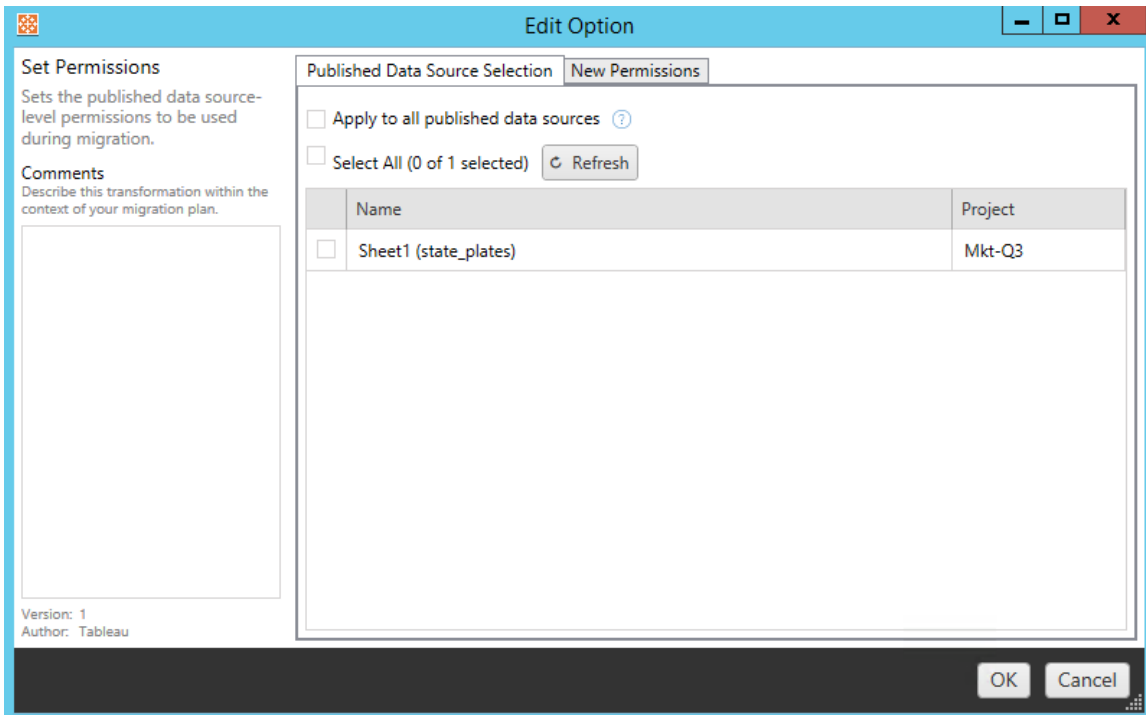 Edit Option
X
Set Permissions
Sets the published data source-
level permissions to be used
during migration.
Comments
Describe this transformation within the
context of your migration plan.
Version: 1
Author: Tableau
Published Data Source Selection New Permissions
Apply to all published data sources ?
Select All (0 of 1 selected) Refresh
Name Project
Sheet1 (state_plates) Mkt-Q3
OK Cancel